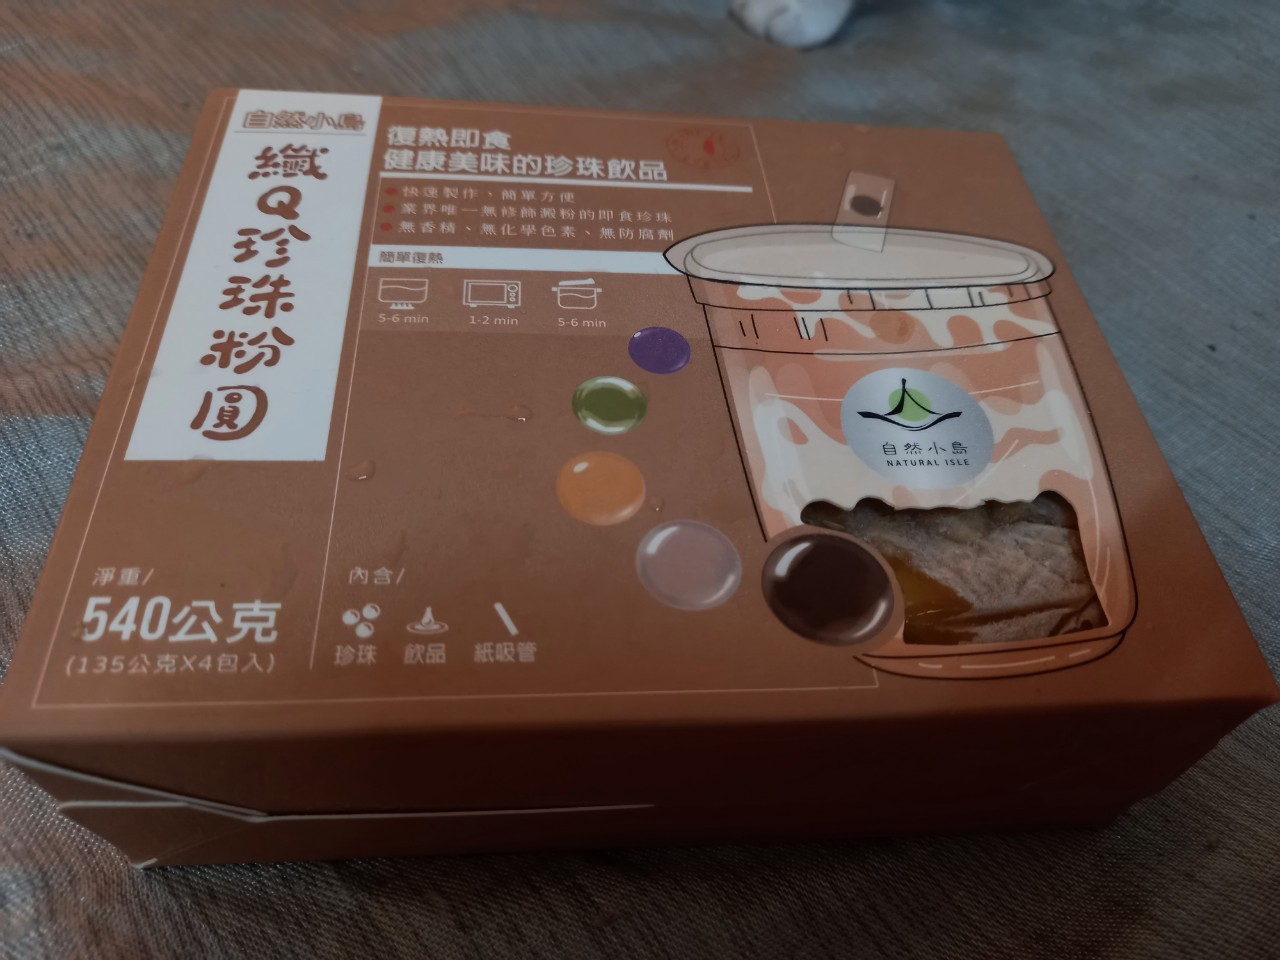 自然小島
纖Q珍珠粉圓
復熱即食
健康美味的珍珠飲品
快速製作、簡單方便
業界唯一無修飾澱粉的即食珍珠
無香精、無化學色素、無防腐劑
簡單復熱
5-6 min
1-2 min
5-6 min
自然小島
NATURAL ISLE
淨重/
540公克
(135公克X4包入)
內含/
珍珠
飲品
紙吸管